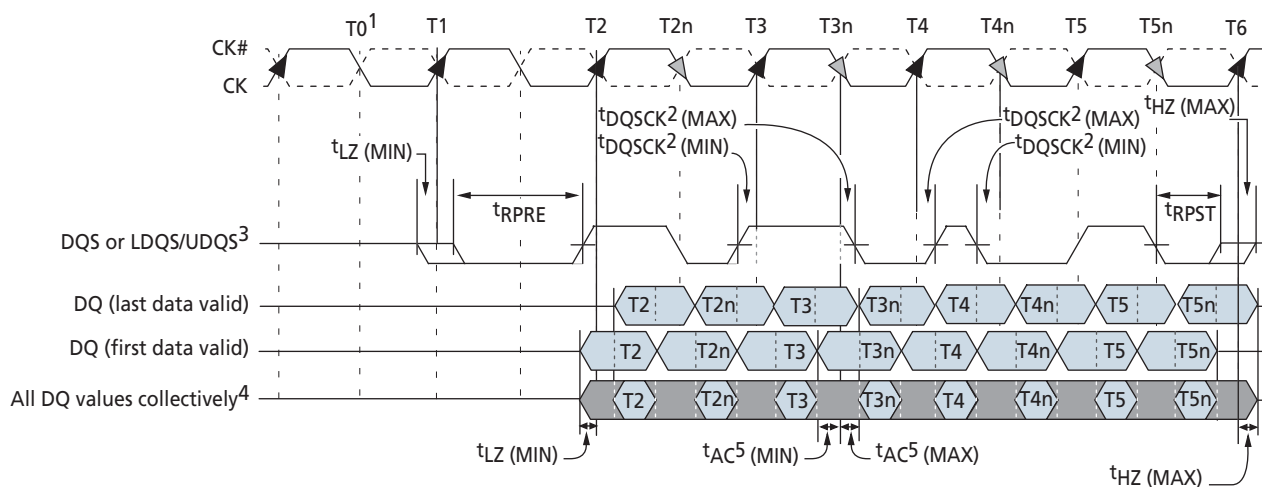 T0¹ T1 T2 T2n T3 T3n T4 T4n T5 T5n T6
CK#
CK
tDQSCK² (MAX) tDQSCK² (MAX) tHZ (MAX)
tLZ (MIN) tDQSCK² (MIN) tDQSCK² (MIN)
tRPRE tRPST
DQS or LDQS/UDQS³
DQ (last data valid) T2 T2n T3 T3n T4 T4n T5 T5n
DQ (first data valid) T2 T2n T3 T3n T4 T4n T5 T5n
All DQ values collectively⁴ T2 T2n T3 T3n T4 T4n T5 T5n
tLZ (MIN) tAC⁵ (MIN) tAC⁵ (MAX)
tHZ (MAX)